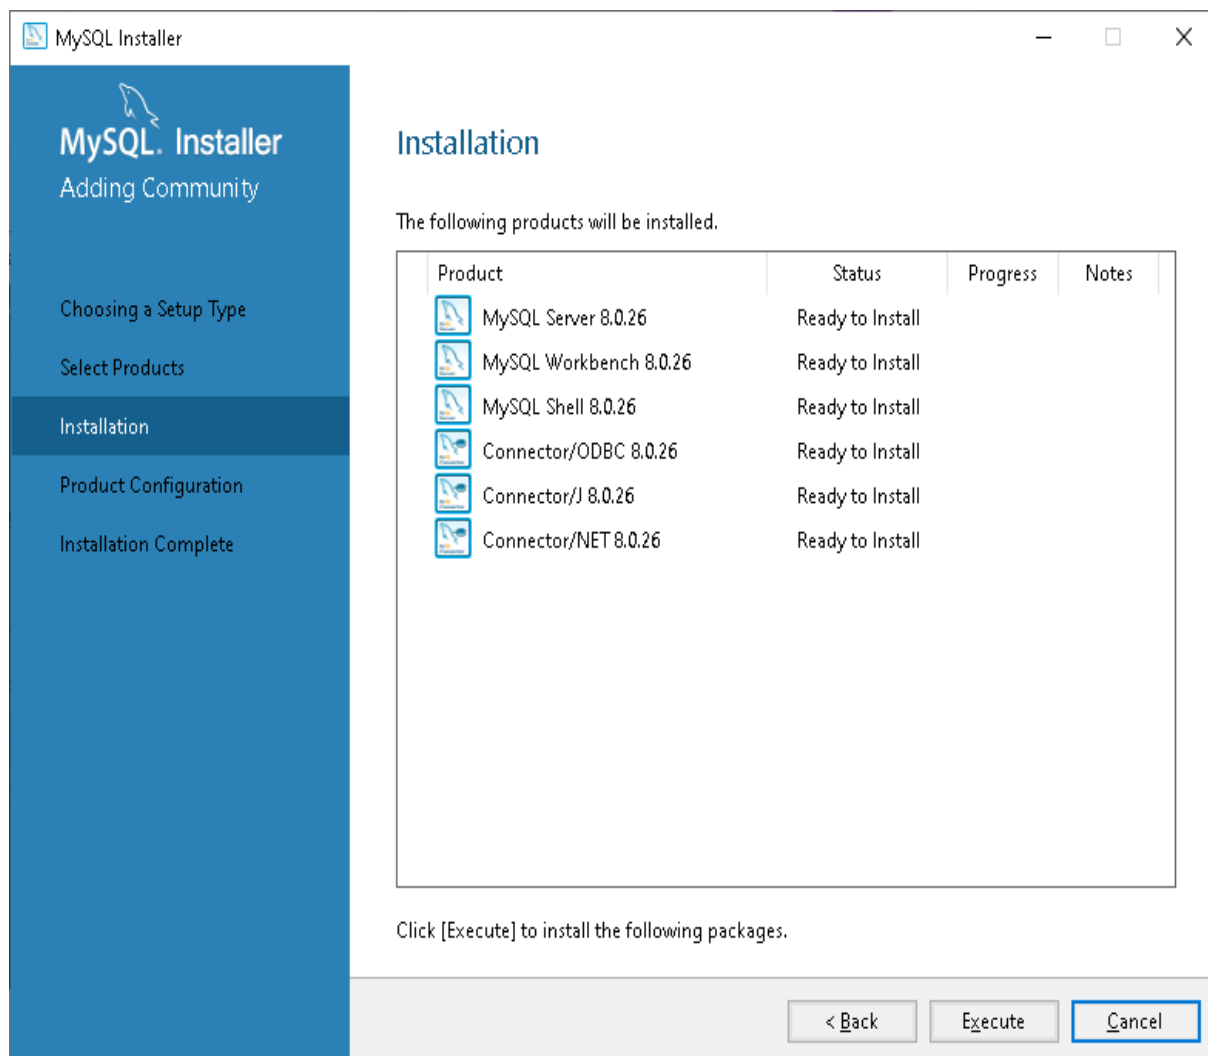 MySQL Installer
MySQL. Installer
Adding Community
Choosing a Setup Type
Select Products
Installation
Product Configuration
Installation Complete
Installation
The following products will be installed.
Product Status Progress Notes
MySQL Server 8.0.26 Ready to Install
MySQL Workbench 8.0.26 Ready to Install
MySQL Shell 8.0.26 Ready to Install
Connector/ODBC 8.0.26 Ready to Install
Connector/J 8.0.26 Ready to Install
Connector/NET 8.0.26 Ready to Install
Click [Execute] to install the following packages.
< Back Execute Cancel